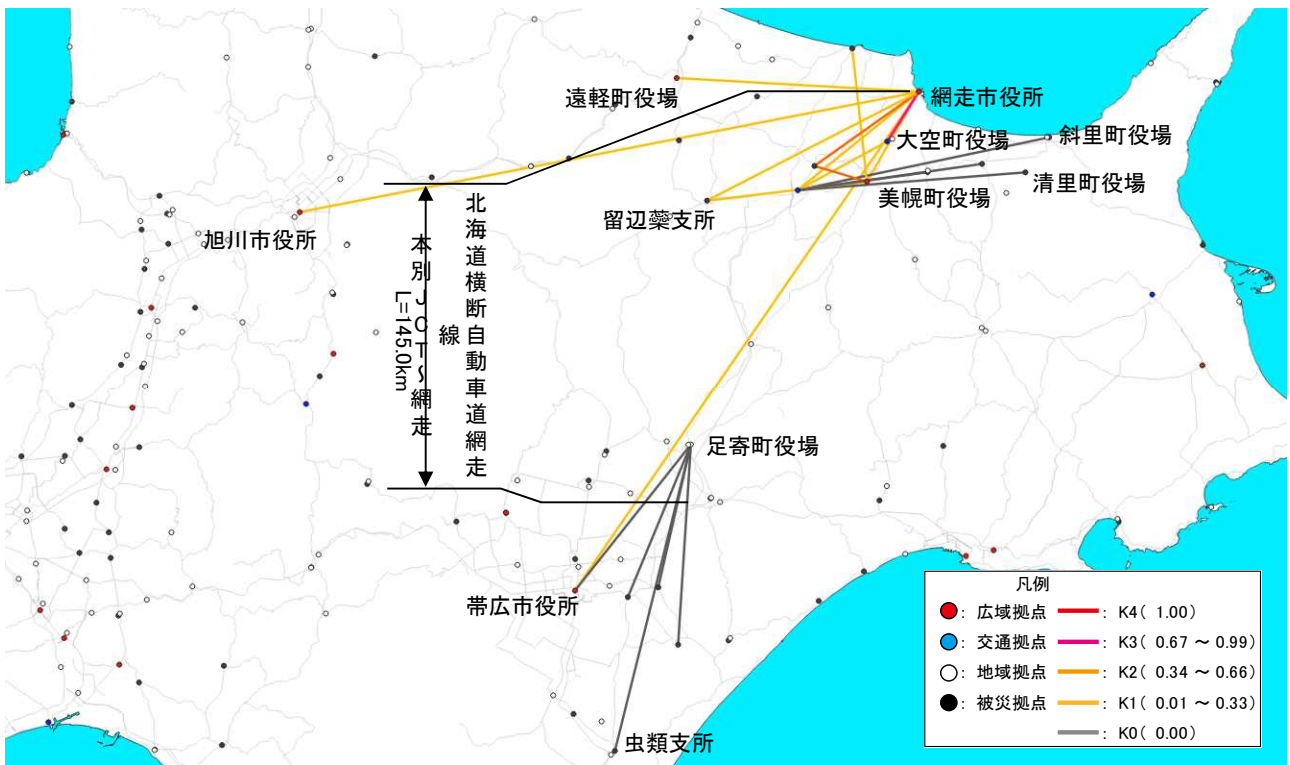 遠軽町役場
網走市役所
大空町役場
斜里町役場
清里町役場
美幌町役場
留辺蘂支所
旭川市役所
北海道横断自動車道網走
線
本別JCT～網走
L=145.0km
足寄町役場
帯広市役所
虫類支所
凡例
: 広域拠点 : K4( 1.00)
: 交通拠点 : K3( 0.67 ～ 0.99)
: 地域拠点 : K2( 0.34 ～ 0.66)
: 被災拠点 : K1( 0.01 ～ 0.33)
: K0( 0.00)